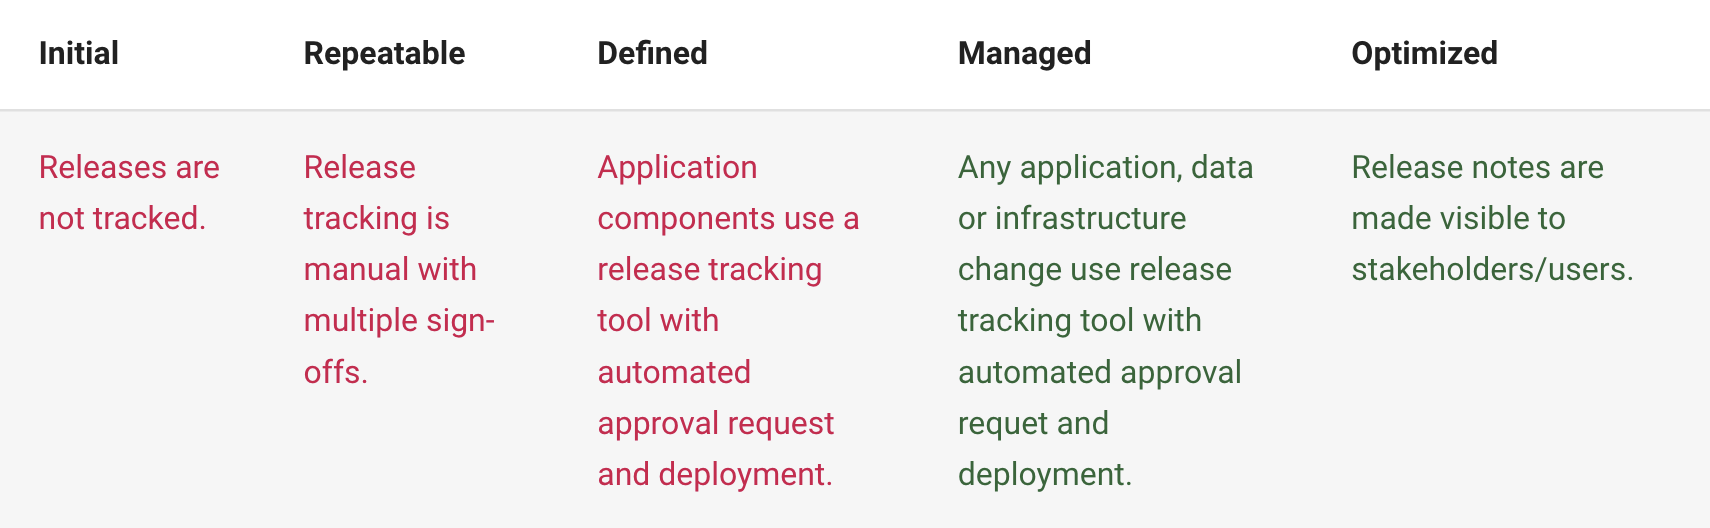 Initial
Repeatable
Defined
Managed
Optimized
Releases are
not tracked.
Release
tracking is
manual with
multiple sign-
offs.
Application
components use a
release tracking
tool with
automated
approval request
and deployment.
Any application, data
or infrastructure
change use release
tracking tool with
automated approval
requet and
deployment.
Release notes are
made visible to
stakeholders/users.